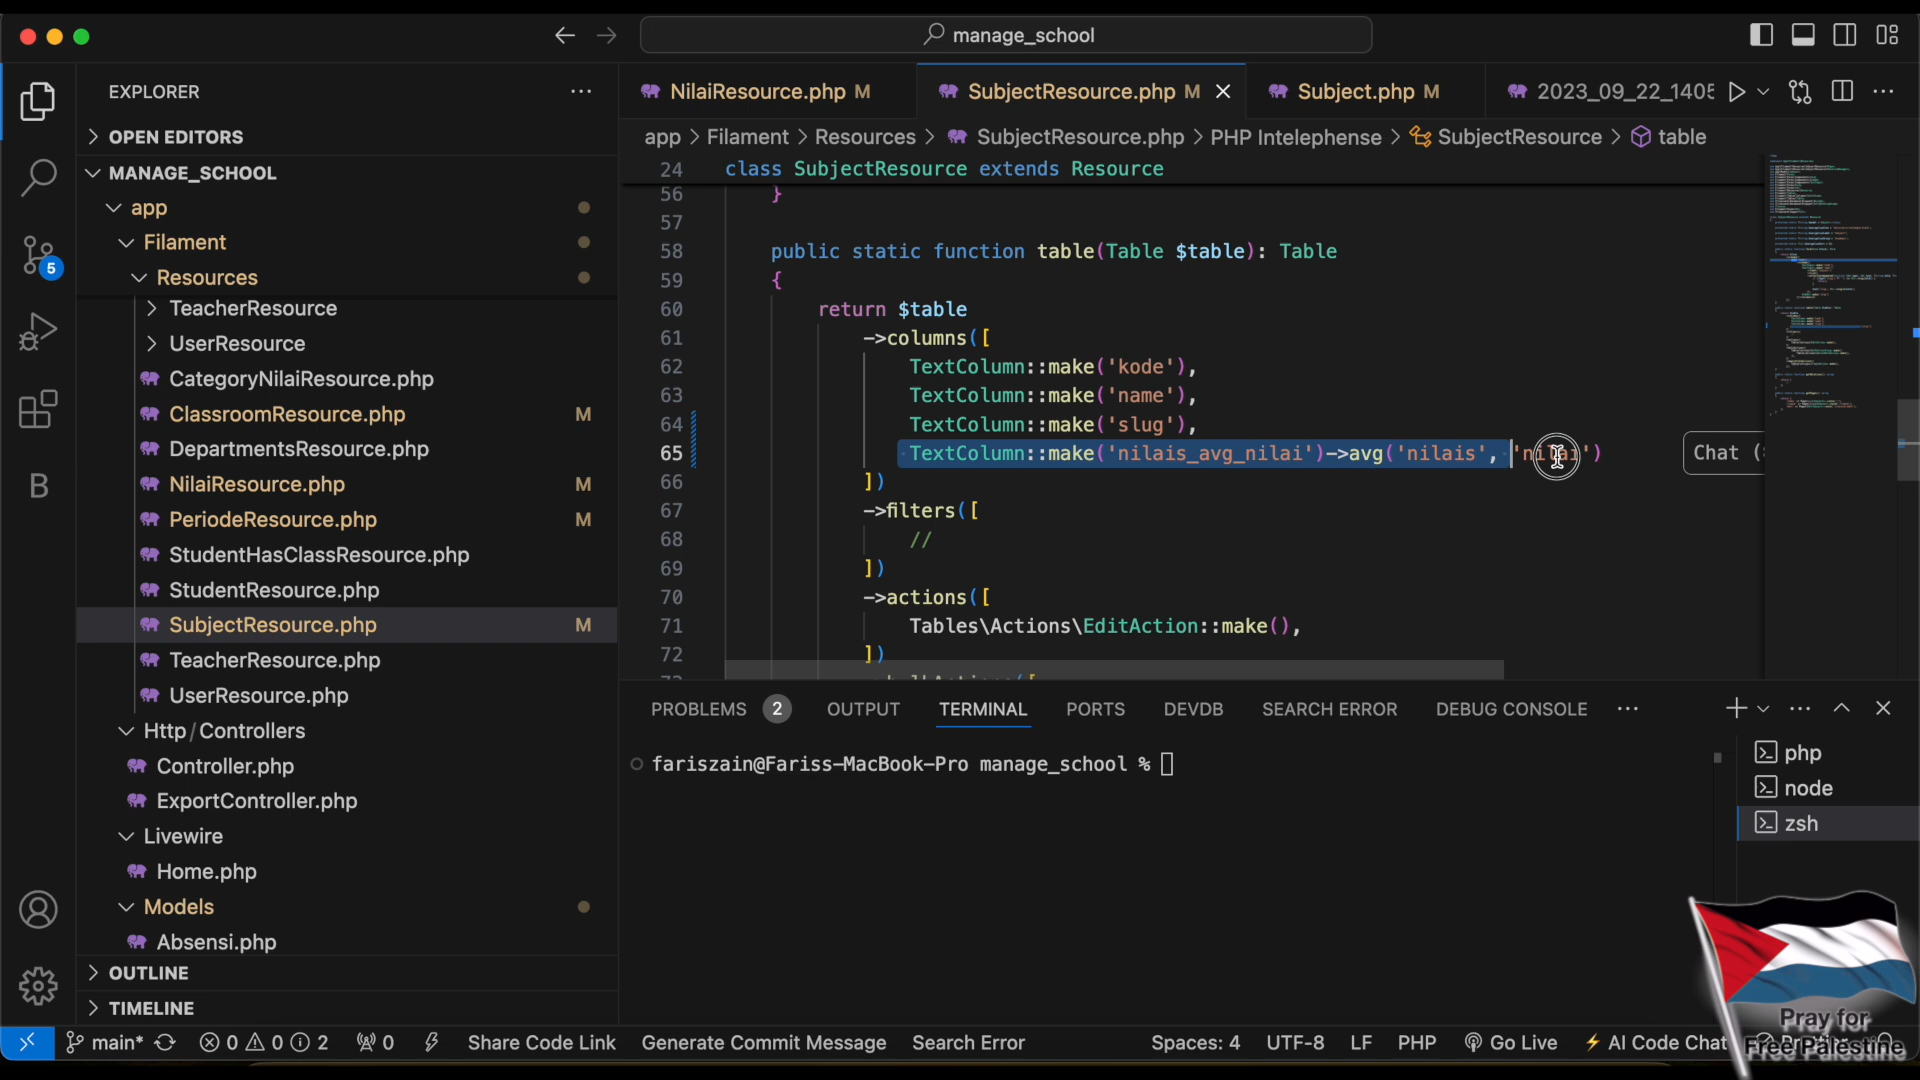 manage_school
EXPLORER
OPEN EDITORS
MANAGE_SCHOOL
app
Filament
Resources
TeacherResource
UserResource
CategoryNilaiResource.php
ClassroomResource.php M
DepartmentsResource.php
NilaiResource.php M
PeriodeResource.php M
StudentHasClassResource.php
StudentResource.php
SubjectResource.php M
TeacherResource.php
UserResource.php
Http/Controllers
Controller.php
ExportController.php
Livewire
Home.php
Models
Absensi.php
OUTLINE
TIMELINE
5
B
NilaiResource.php M SubjectResource.php M Subject.php M 2023_09_22_1405
app > Filament > Resources > SubjectResource.php > PHP Intelephense > SubjectResource > table
24 class SubjectResource extends Resource
56 }
57
58 public static function table(Table $table): Table
59 {
60 return $table
61 ->columns([
62 TextColumn::make('kode'),
63 TextColumn::make('name'),
64 TextColumn::make('slug'),
65 TextColumn::make('nilais_avg_nilai')->avg('nilais', 'nilai')
Chat (
66 ])
67 ->filters([
68 //
69 ])
70 ->actions([
71 Tables\Actions\EditAction::make(),
72 ])
PROBLEMS 2 OUTPUT TERMINAL PORTS DEVDB SEARCH ERROR DEBUG CONSOLE
fariszain@Fariss-MacBook-Pro manage_school %
php
node
zsh
main* 0 0 2 0 Share Code Link Generate Commit Message Search Error Spaces: 4 UTF-8 LF PHP Go Live AI Code Chat
Pray for
Free Palestine